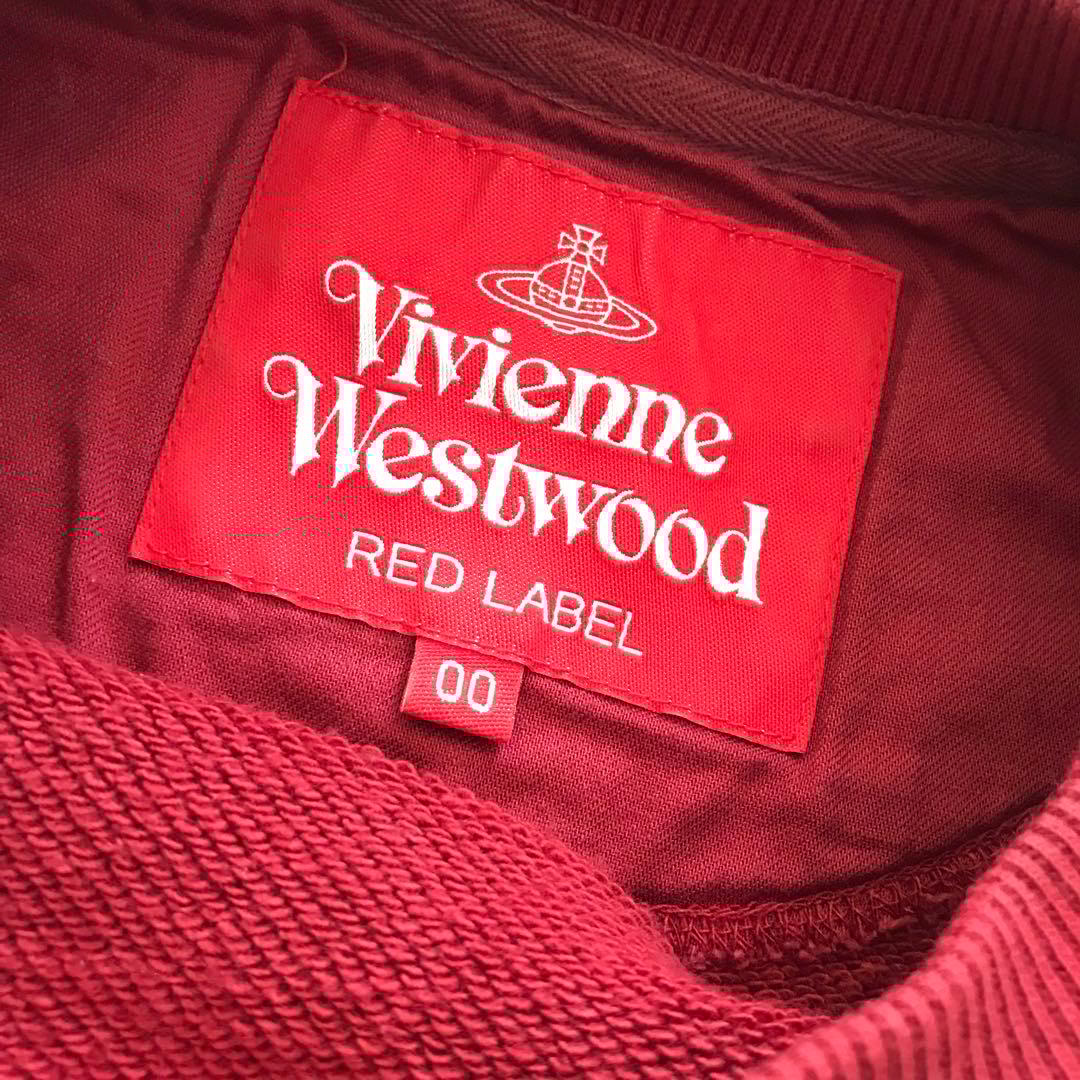 Vivienne
Westwood
RED LABEL
00